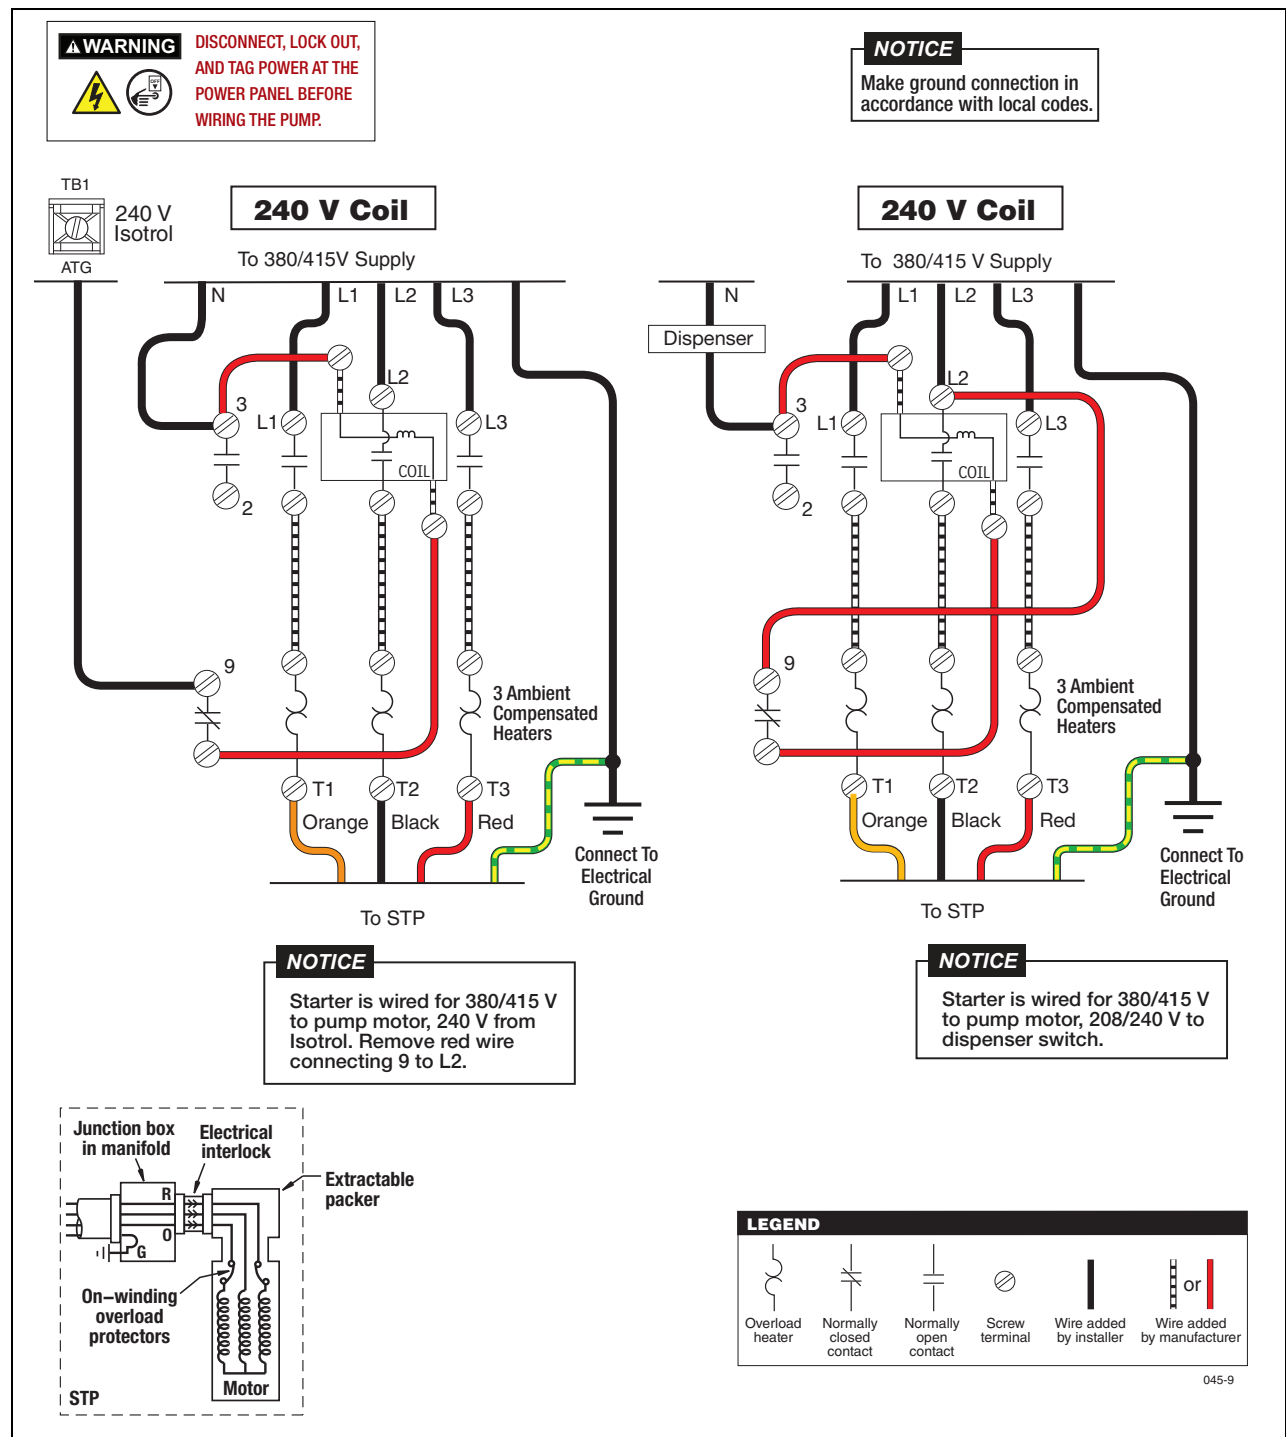 WARNING
DISCONNECT, LOCK OUT,
AND TAG POWER AT THE
POWER PANEL BEFORE
WIRING THE PUMP.
OFF
NOTICE
Make ground connection in
accordance with local codes.
TB1
240 V
Isotrol
ATG
240 V Coil
To 380/415V Supply
N
L1
L2
L3
3
L2
L1
L3
COIL
2
9
3 Ambient
Compensated
Heaters
T1
T2
T3
Orange
Black
Red
Connect To
Electrical
Ground
To STP
NOTICE
Starter is wired for 380/415 V
to pump motor, 240 V from
Isotrol. Remove red wire
connecting 9 to L2.
240 V Coil
To 380/415 V Supply
N
L1
L2
L3
Dispenser
3
L2
L1
L3
COIL
2
9
3 Ambient
Compensated
Heaters
T1
T2
T3
Orange
Black
Red
Connect To
Electrical
Ground
To STP
NOTICE
Starter is wired for 380/415 V
to pump motor, 208/240 V to
dispenser switch.
Junction box
in manifold
Electrical
interlock
Extractable
packer
R
O
G
On–winding
overload
protectors
Motor
STP
LEGEND
or
Overload
heater
Normally
closed
contact
Normally
open
contact
Screw
terminal
Wire added
by installer
Wire added
by manufacturer
045-9